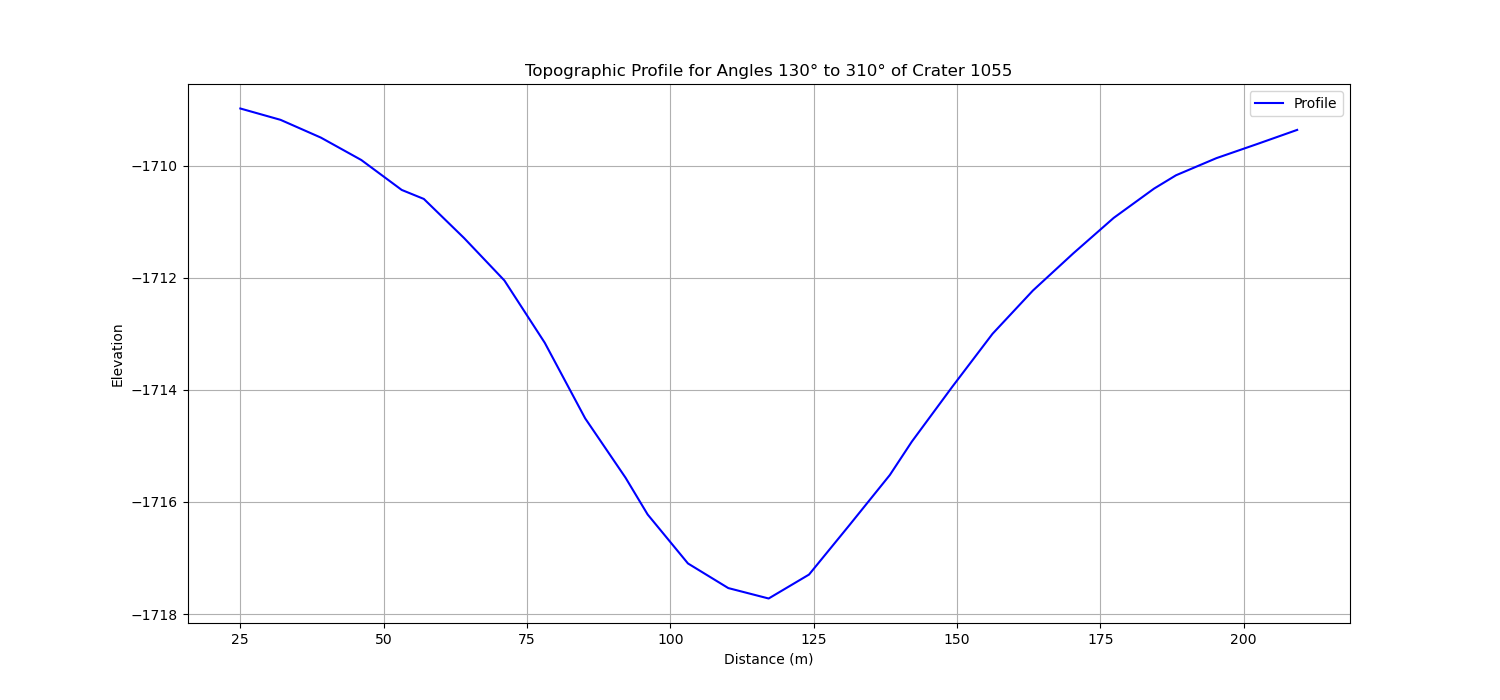 Topographic Profile for Angles 130° to 310° of Crater 1055
Profile
−1710
−1712
−1714
−1716
−1718
Elevation
25 50 75 100 125 150 175 200
Distance (m)